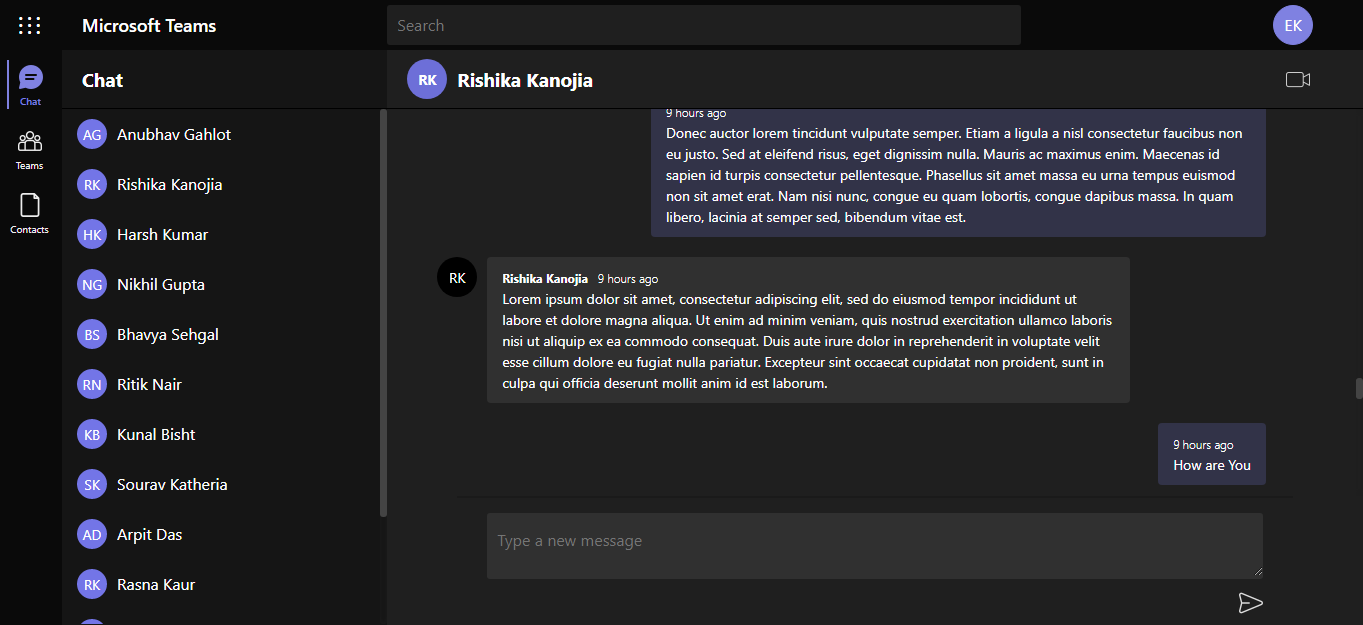 Microsoft Teams
Search
EK
Chat
Teams
Contacts
Chat
AG Anubhav Gahlot
RK Rishika Kanojia
HK Harsh Kumar
NG Nikhil Gupta
BS Bhavya Sehgal
RN Ritik Nair
KB Kunal Bisht
SK Sourav Katheria
AD Arpit Das
RK Rasna Kaur
RK Rishika Kanojia
9 hours ago
Donec auctor lorem tincidunt vulputate semper. Etiam a ligula a nisl consectetur faucibus non
eu justo. Sed at eleifend risus, eget dignissim nulla. Mauris ac maximus enim. Maecenas id
sapien id turpis consectetur pellentesque. Phasellus sit amet massa eu urna tempus euismod
non sit amet erat. Nam nisi nunc, congue eu quam lobortis, congue dapibus massa. In quam
libero, lacinia at semper sed, bibendum vitae est.
RK
Rishika Kanojia 9 hours ago
Lorem ipsum dolor sit amet, consectetur adipiscing elit, sed do eiusmod tempor incididunt ut
labore et dolore magna aliqua. Ut enim ad minim veniam, quis nostrud exercitation ullamco laboris
nisi ut aliquip ex ea commodo consequat. Duis aute irure dolor in reprehenderit in voluptate velit
esse cillum dolore eu fugiat nulla pariatur. Excepteur sint occaecat cupidatat non proident, sunt in
culpa qui officia deserunt mollit anim id est laborum.
9 hours ago
How are You
Type a new message